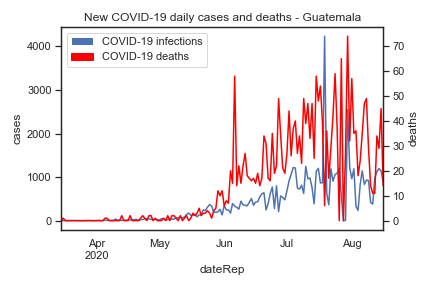 New COVID-19 daily cases and deaths - Guatemala
COVID-19 infections
COVID-19 deaths
4000
3000
2000
1000
0
cases
70
60
50
40
30
20
10
0
deaths
Apr
2020
May
Jun
Jul
Aug
dateRep